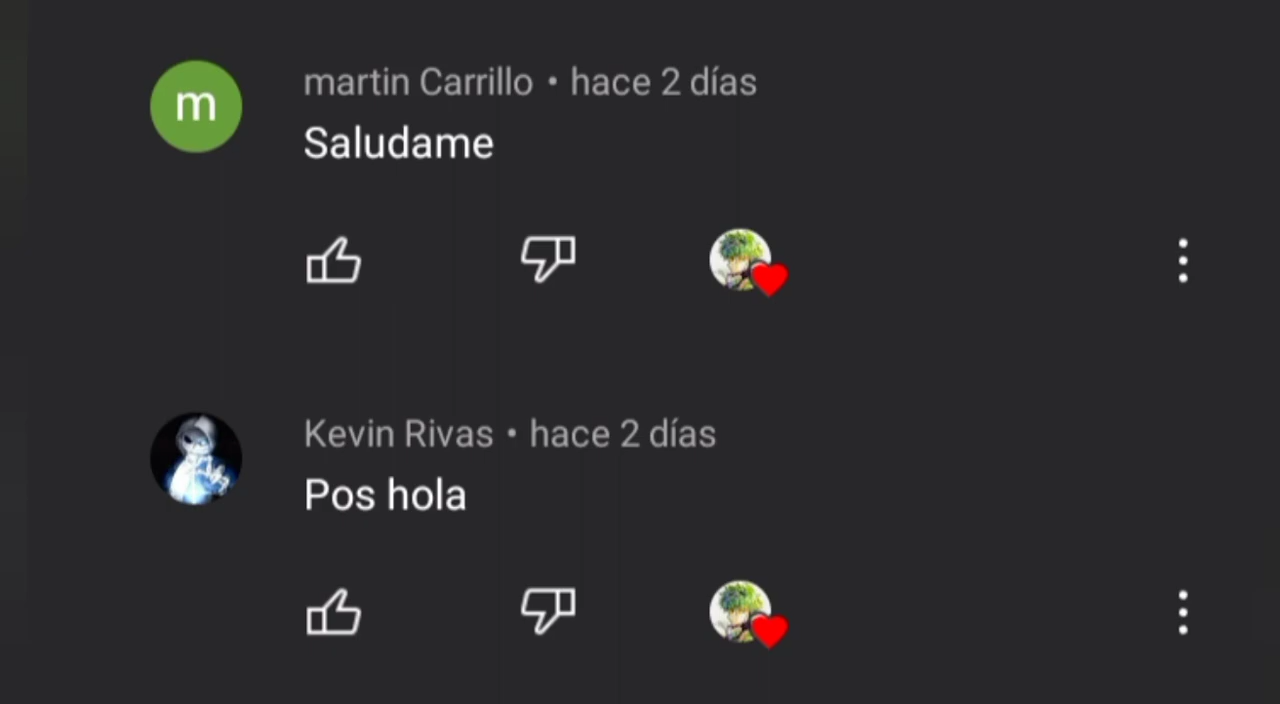 m
martin Carrillo • hace 2 días
Saludame
Kevin Rivas • hace 2 días
Pos hola